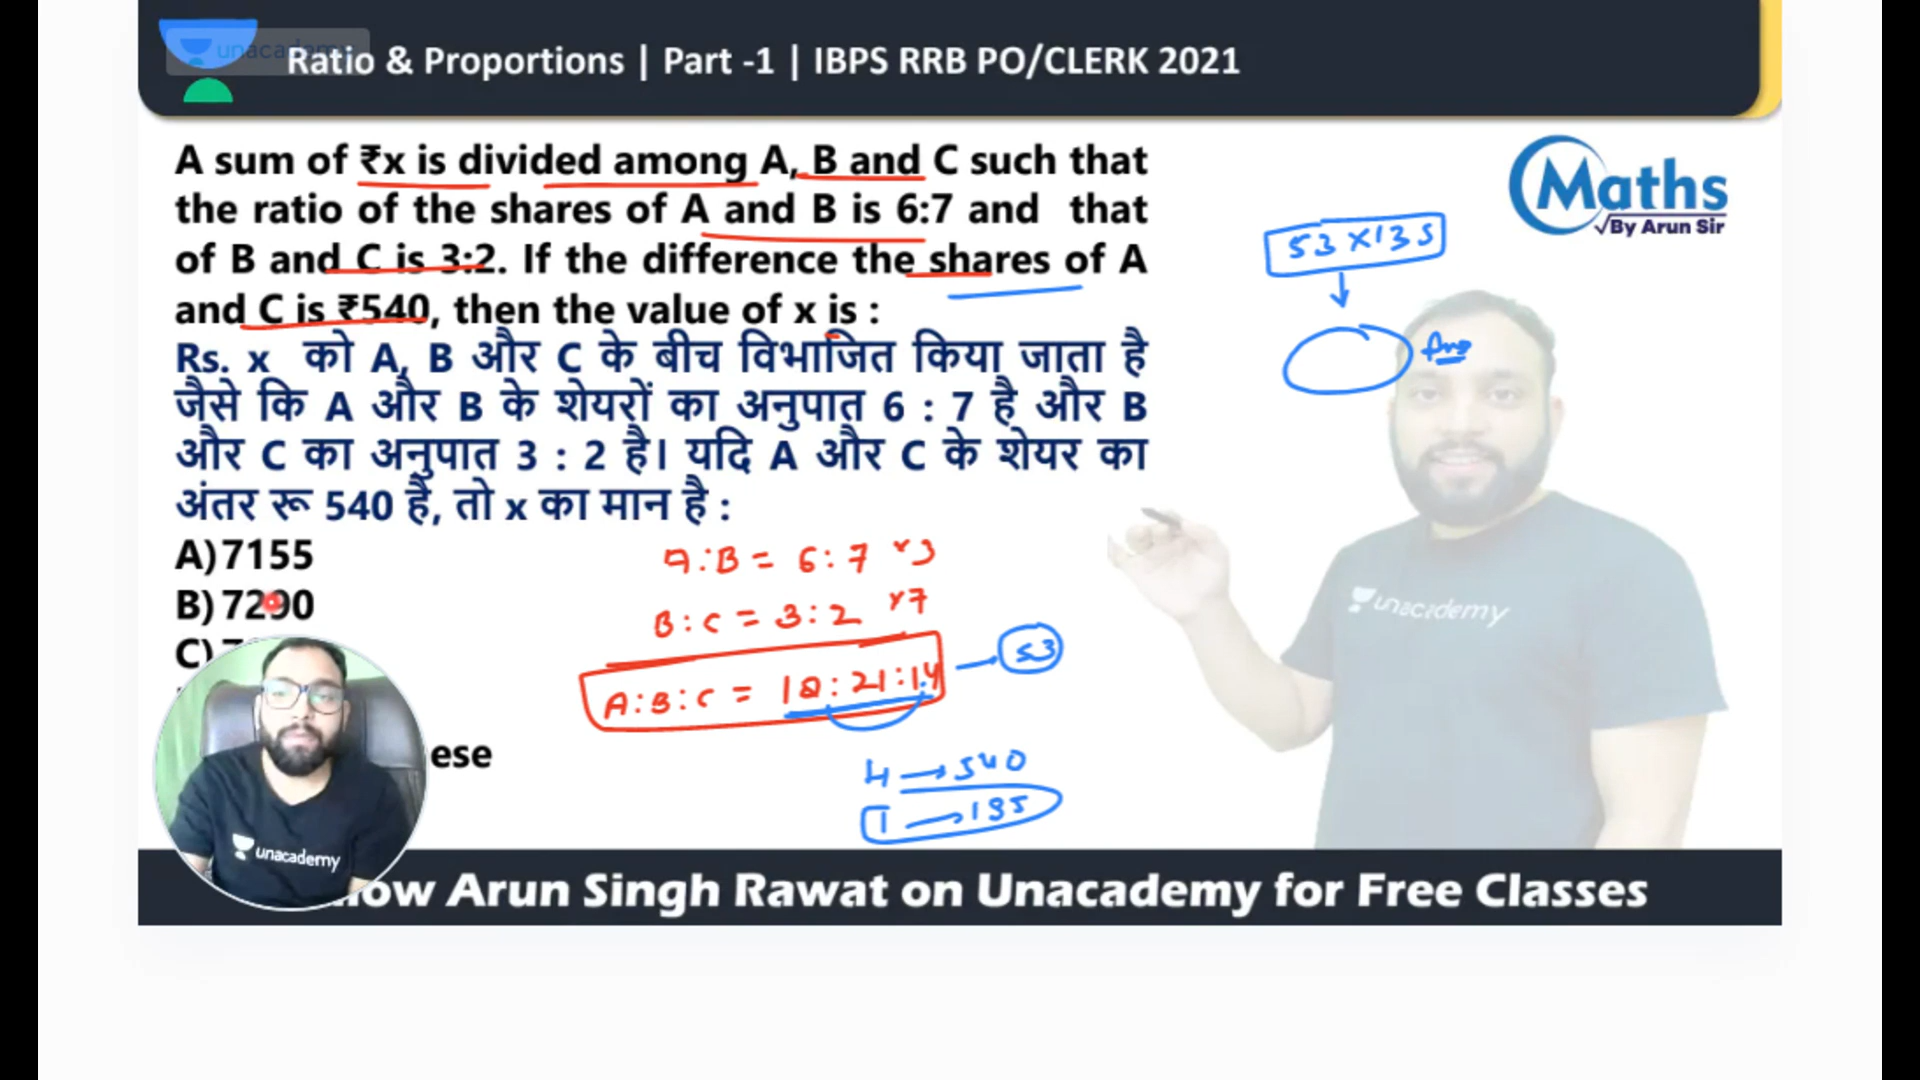 unacademy
Ratio & Proportions | Part -1 | IBPS RRB PO/CLERK 2021
Maths
√By Arun Sir
A sum of ₹x is divided among A, B and C such that
the ratio of the shares of A and B is 6:7 and that
of B and C is 3:2. If the difference the shares of A
and C is ₹540, then the value of x is :
53 X135
Ans
Rs. x को A, B और C के बीच विभाजित किया जाता है
जैसे कि A और B के शेयरों का अनुपात 6 : 7 है और B
और C का अनुपात 3 : 2 है। यदि A और C के शेयर का
अंतर रू 540 है, तो x का मान है :
A) 7155
B) 7290
C)
ese
A:B = 6:7 x3
B:C = 3:2 x7
A:B:C = 18:21:14
53
4 → 540
1 → 135
unacademy
unacademy
ow Arun Singh Rawat on Unacademy for Free Classes